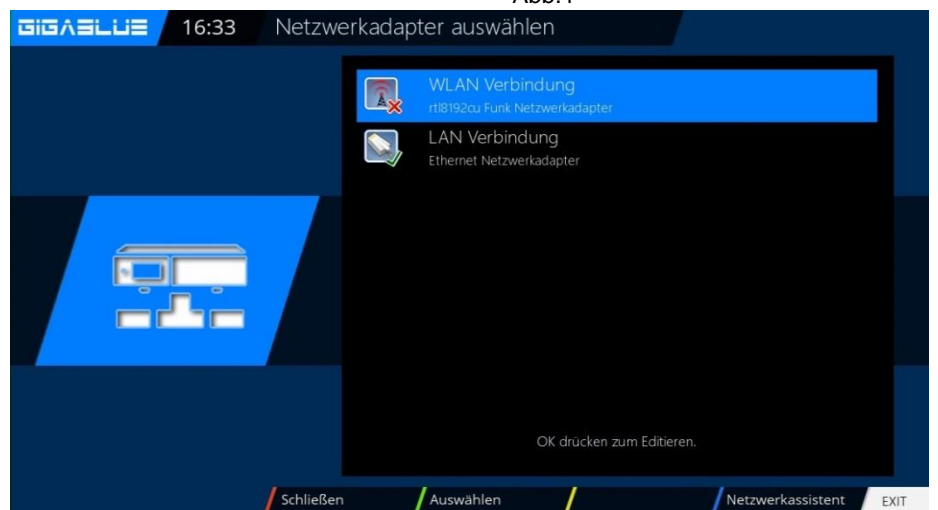 GIGABLUE 16:33 Netzwerkadapter auswählen
WLAN Verbindung
rtl8192cu Funk Netzwerkadapter
LAN Verbindung
Ethernet Netzwerkadapter
OK drücken zum Editieren.
Schließen Auswählen Netzwerkassistent EXIT